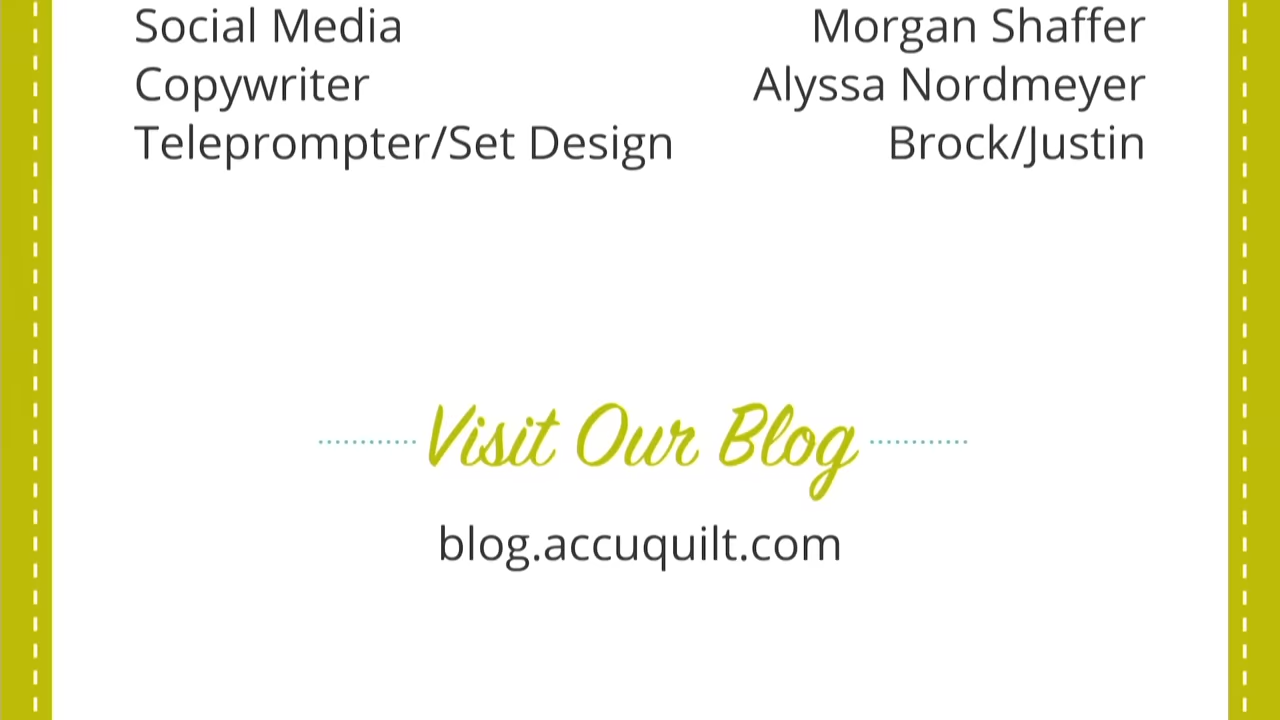 Social Media Morgan Shaffer
Copywriter Alyssa Nordmeyer
Teleprompter/Set Design Brock/Justin
Visit Our Blog
blog.accuquilt.com